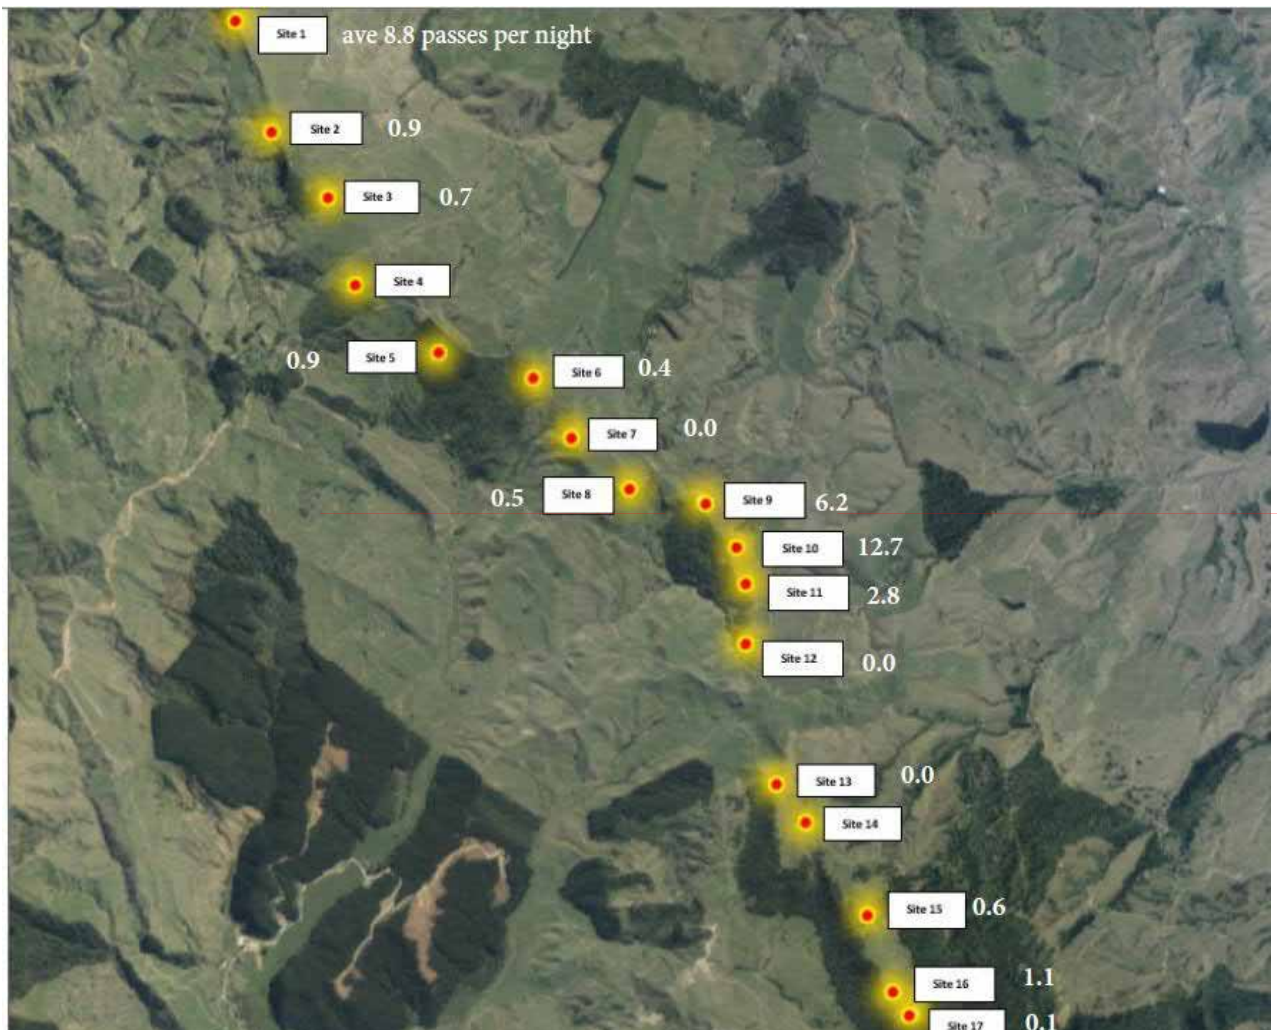 Site 1 ave 8.8 passes per night
Site 2 0.9
Site 3 0.7
Site 4
0.9 Site 5
Site 6 0.4
Site 7 0.0
0.5 Site 8
Site 9 6.2
Site 10 12.7
Site 11 2.8
Site 12 0.0
Site 13 0.0
Site 14
Site 15 0.6
Site 16 1.1
Site 17 0.1